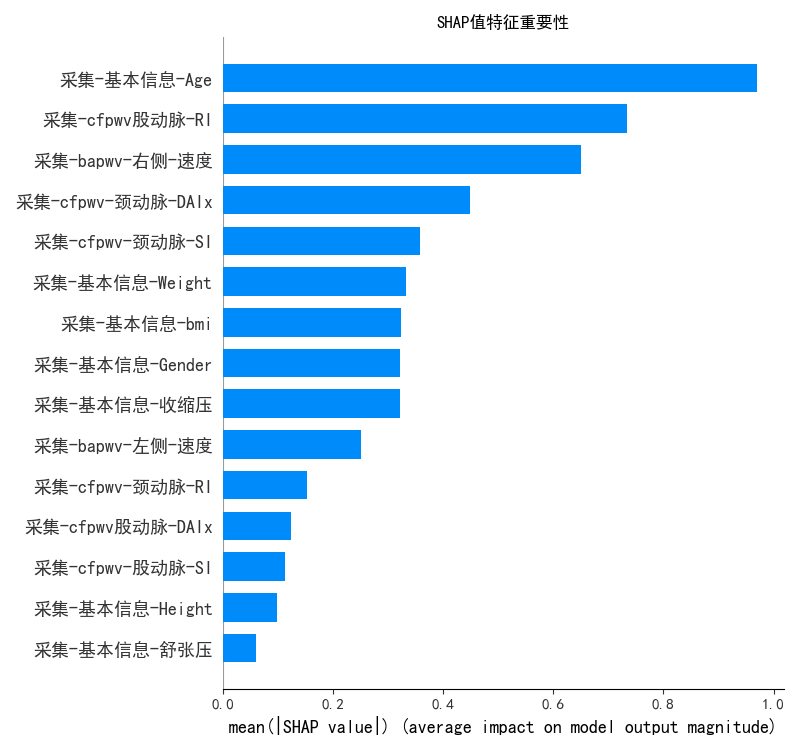 SHAP值特征重要性
采集-基本信息-Age
采集-cfpwv股动脉-RI
采集-bapwv-右侧-速度
采集-cfpwv-颈动脉-DAIx
采集-cfpwv-颈动脉-SI
采集-基本信息-Weight
采集-基本信息-bmi
采集-基本信息-Gender
采集-基本信息-收缩压
采集-bapwv-左侧-速度
采集-cfpwv-颈动脉-RI
采集-cfpwv股动脉-DAIx
采集-cfpwv-股动脉-SI
采集-基本信息-Height
采集-基本信息-舒张压
0.0 0.2 0.4 0.6 0.8 1.0
mean(|SHAP value|) (average impact on model output magnitude)